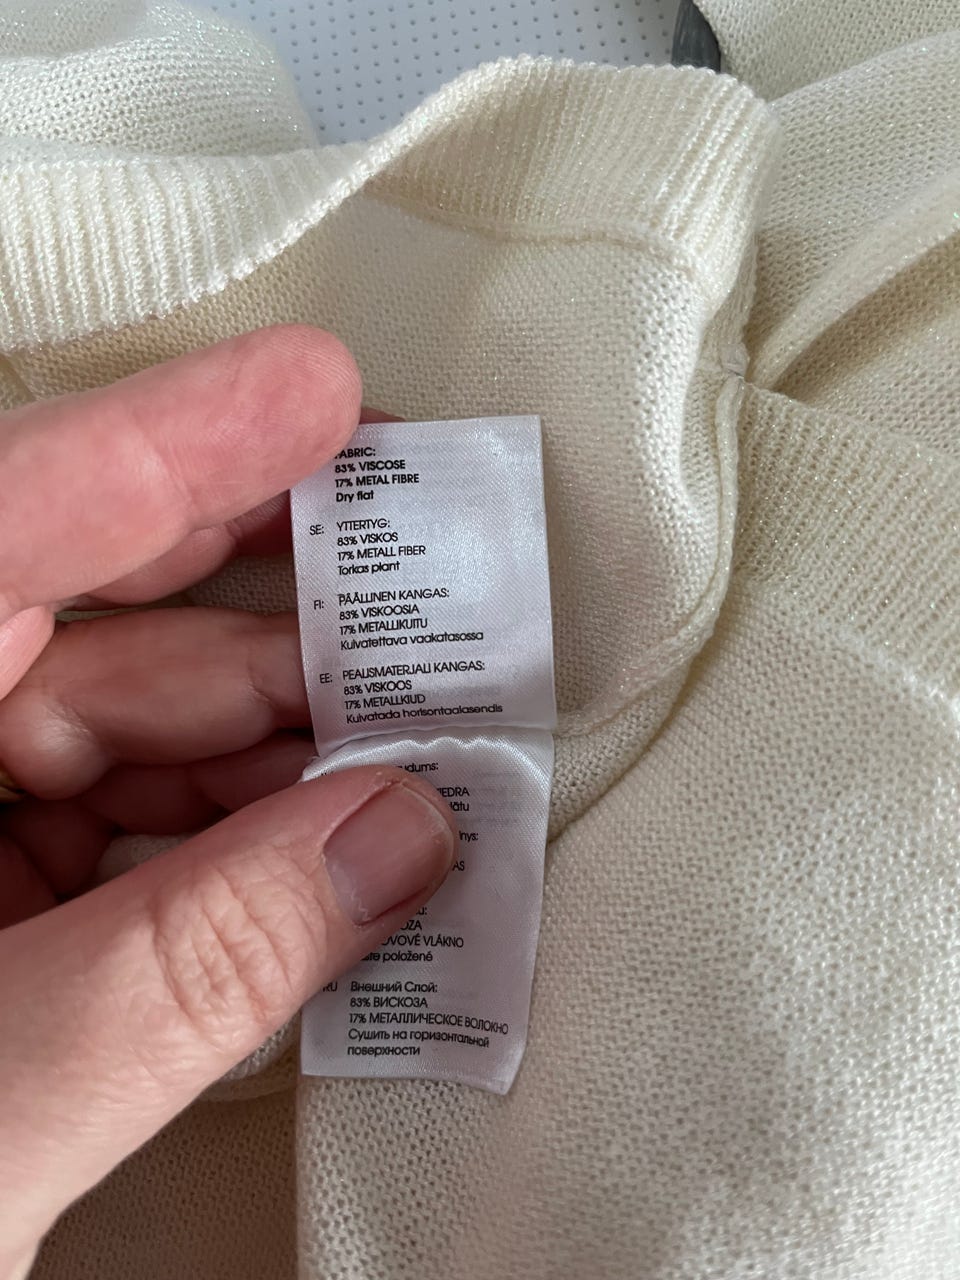 FABRIC:
83% VISCOSE
17% METAL FIBRE
Dry flat
SE: YTTERTYG:
83% VISKOS
17% METALL FIBER
Torkas plant
FI: PÄÄLLINEN KANGAS:
83% VISKOOSIA
17% METALLIKUITU
Kuivatettava vaakatasossa
EE: PEALISMATERJALI KANGAS:
83% VISKOOS
17% METALLKIUD
Kuivatada horisontaalasendis
VLÁKNO
položené
RU Внешний Слой:
83% ВИСКОЗА
17% МЕТАЛЛИЧЕСКОЕ ВОЛОКНО
Сушить на горизонтальной
поверхности